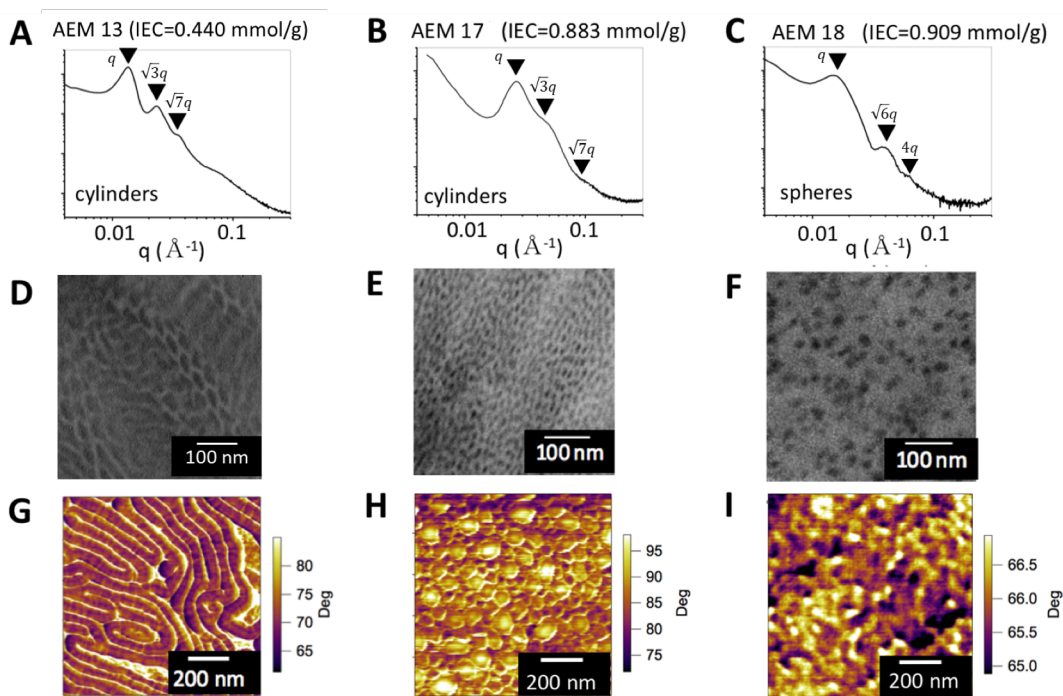 A AEM 13 (IEC=0.440 mmol/g)
q
√3q
√7q
cylinders
0.01 0.1
q (Å-1)
B AEM 17 (IEC=0.883 mmol/g)
q
√3q
√7q
cylinders
0.01 0.1
q (Å-1)
C AEM 18 (IEC=0.909 mmol/g)
q
√6q
4q
spheres
0.01 0.1
q (Å-1)
D
100 nm
E
100 nm
F
100 nm
G
200 nm
80
75
70
65
Deg
H
200 nm
95
90
85
80
75
Deg
I
200 nm
66.5
66.0
65.5
65.0
Deg